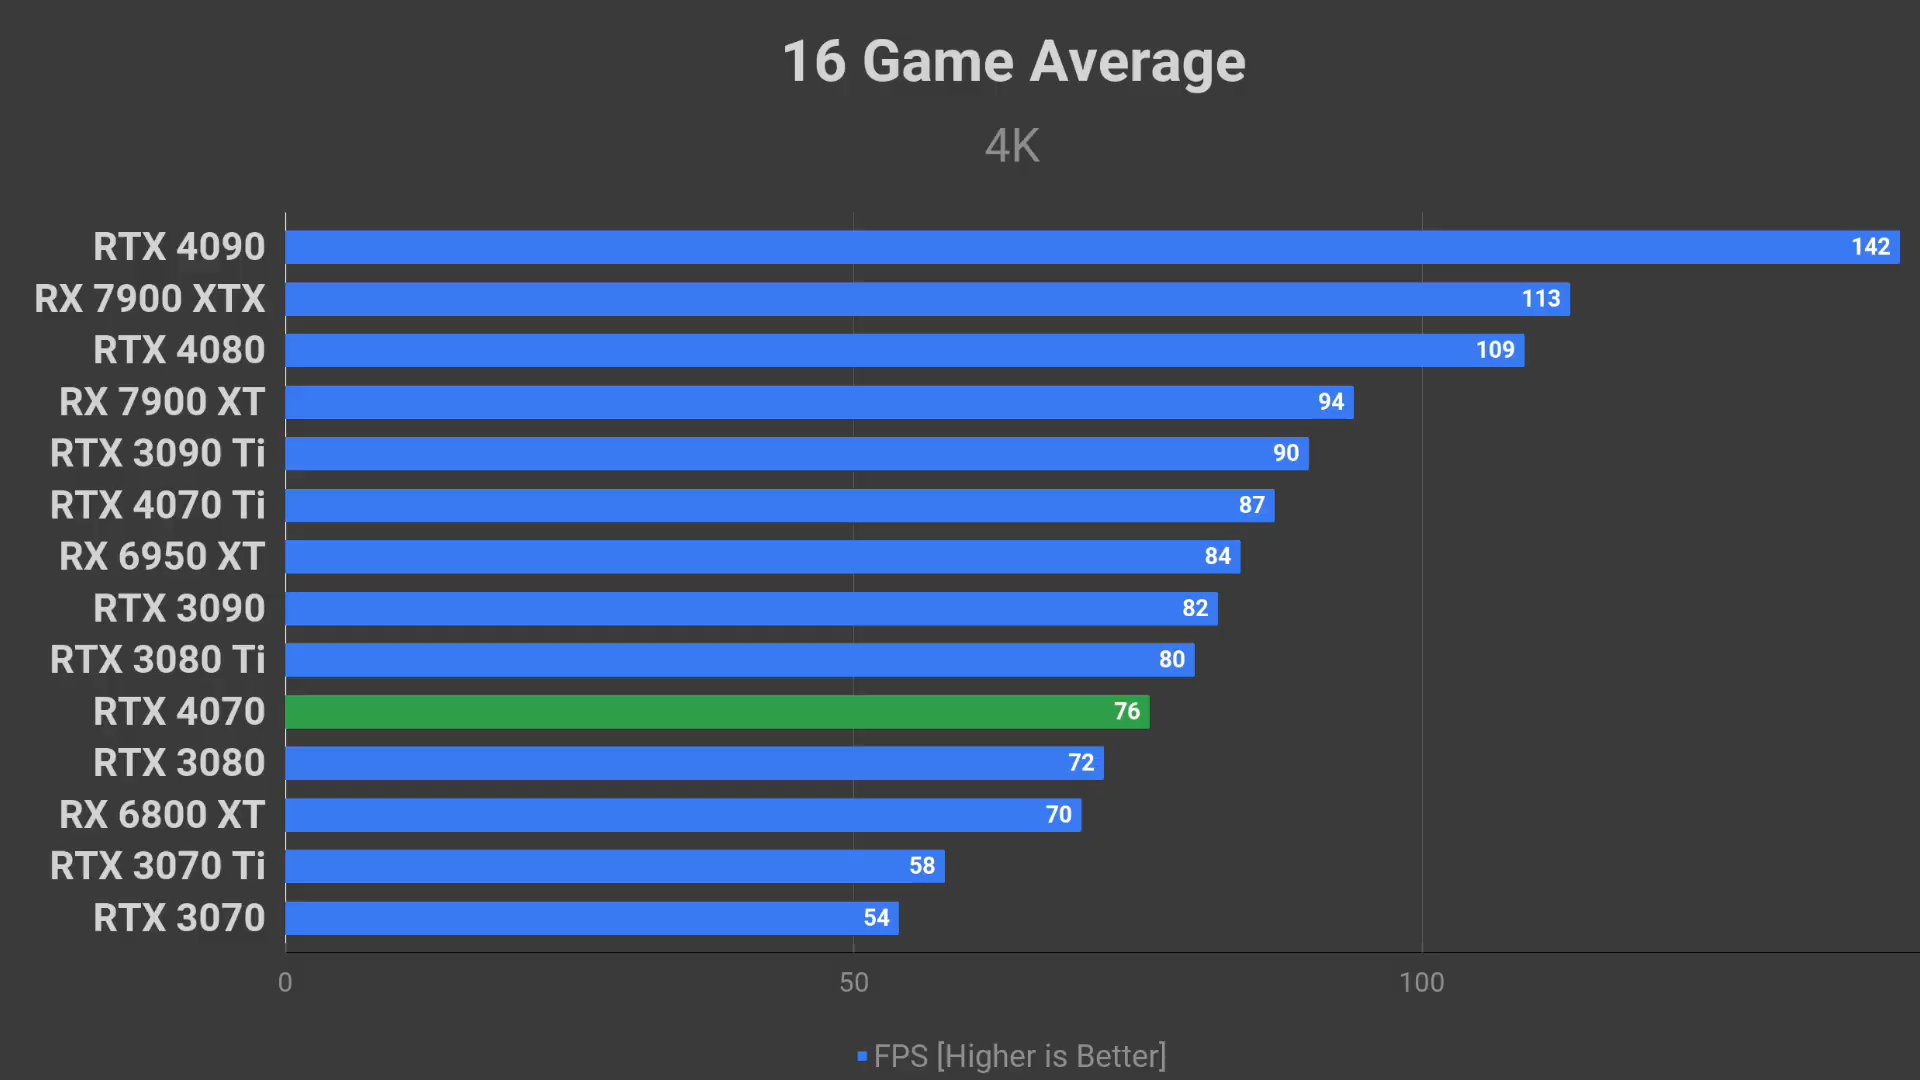 16 Game Average
4K
RTX 4090 142
RX 7900 XTX 113
RTX 4080 109
RX 7900 XT 94
RTX 3090 Ti 90
RTX 4070 Ti 87
RX 6950 XT 84
RTX 3090 82
RTX 3080 Ti 80
RTX 4070 76
RTX 3080 72
RX 6800 XT 70
RTX 3070 Ti 58
RTX 3070 54
0 50 100
FPS [Higher is Better]